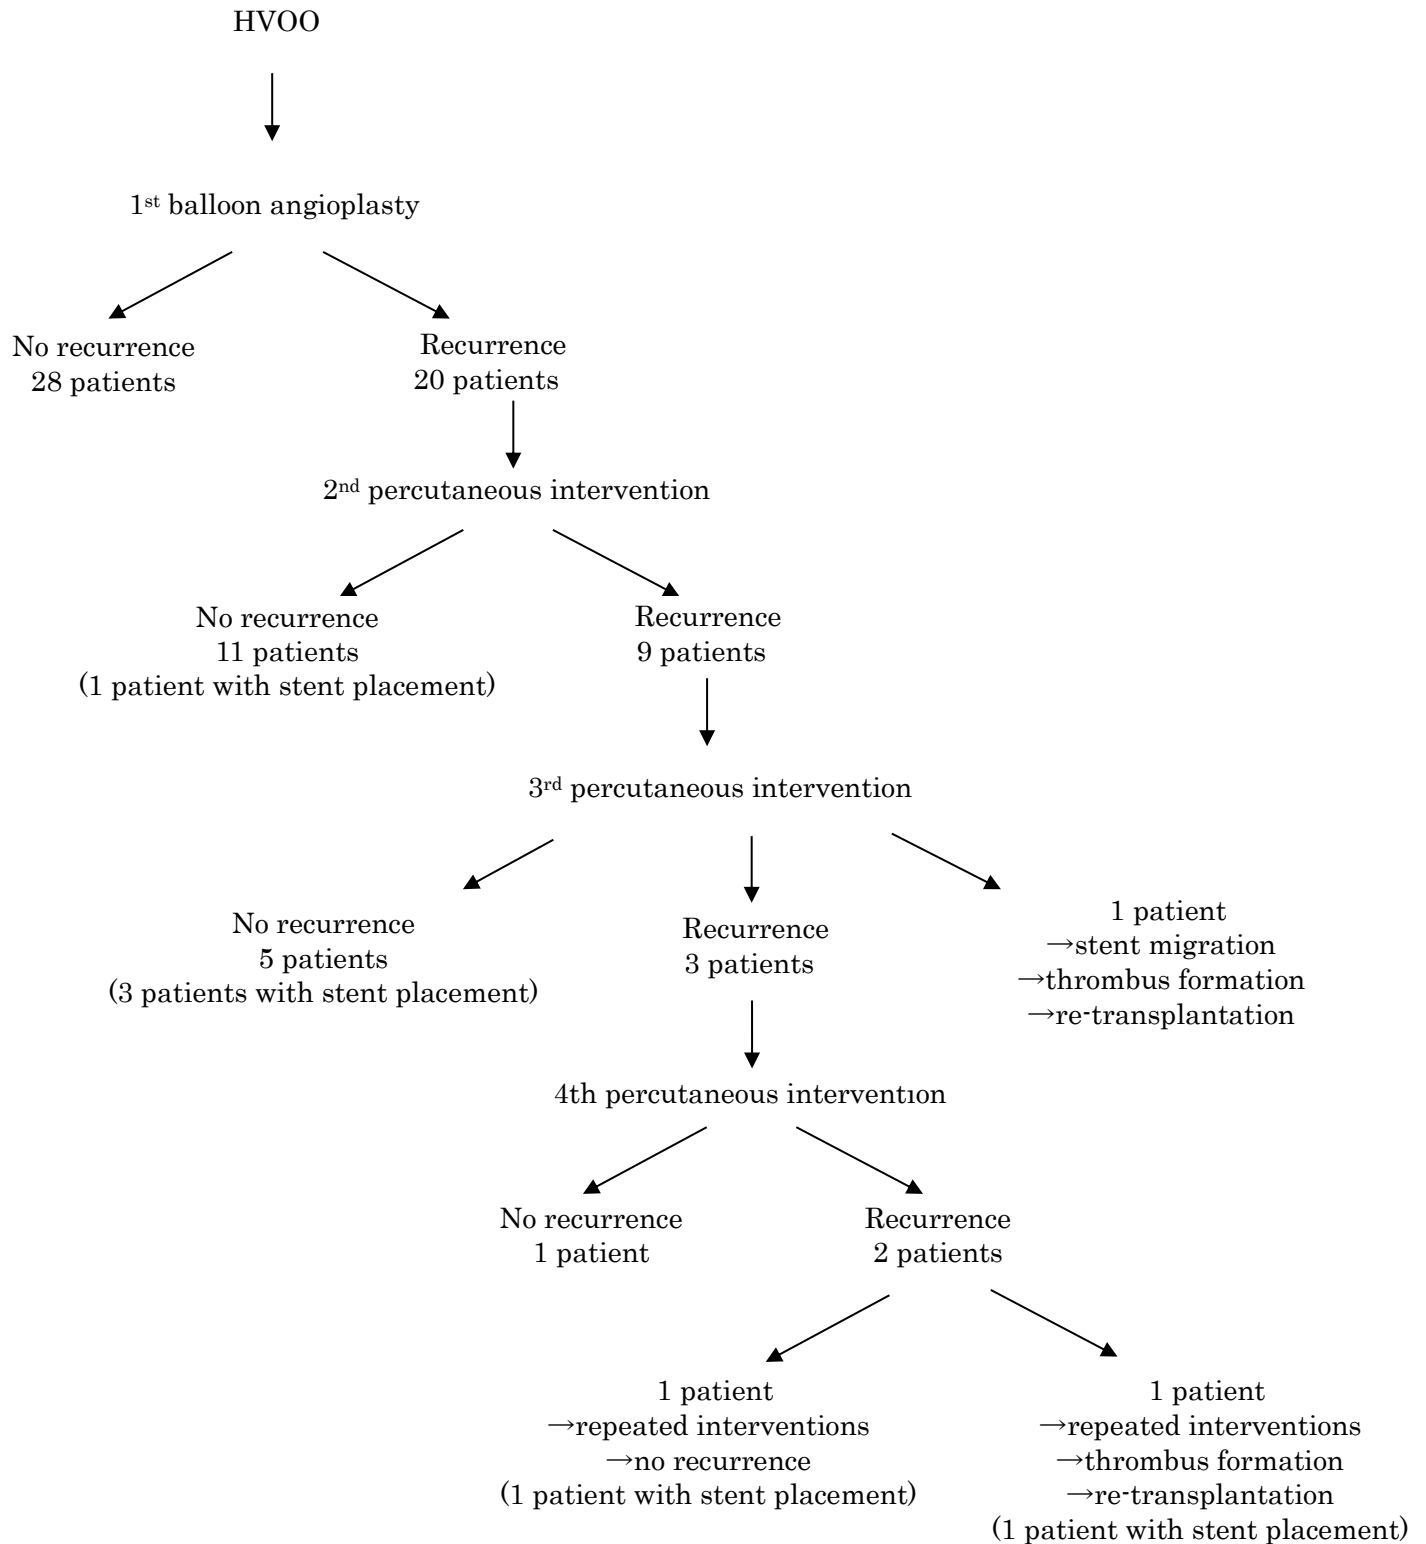 HVOO
1st balloon angioplasty
No recurrence
28 patients
Recurrence
20 patients
2nd percutaneous intervention
No recurrence
11 patients
(1 patient with stent placement)
Recurrence
9 patients
3rd percutaneous intervention
No recurrence
5 patients
(3 patients with stent placement)
Recurrence
3 patients
1 patient
→stent migration
→thrombus formation
→re-transplantation
4th percutaneous intervention
No recurrence
1 patient
Recurrence
2 patients
1 patient
→repeated interventions
→no recurrence
(1 patient with stent placement)
1 patient
→repeated interventions
→thrombus formation
→re-transplantation
(1 patient with stent placement)